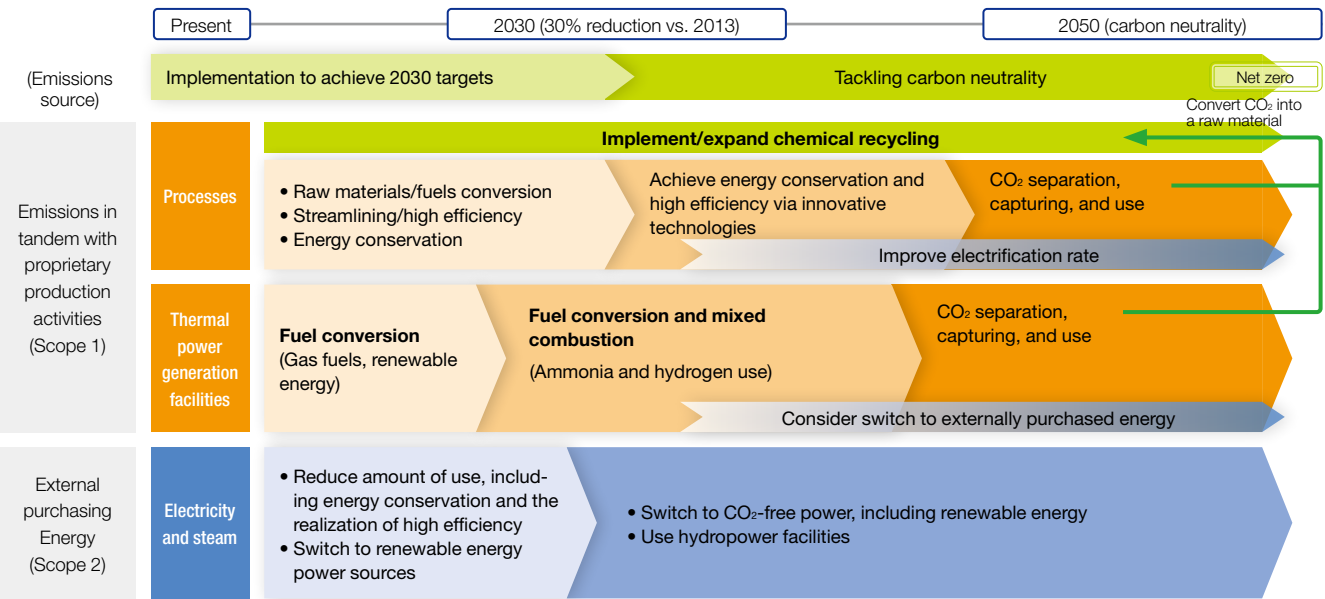 Present
2030 (30% reduction vs. 2013)
2050 (carbon neutrality)
(Emissions
source)
Implementation to achieve 2030 targets
Tackling carbon neutrality
Net zero
Convert CO₂ into
a raw material
Emissions in
tandem with
proprietary
production
activities
(Scope 1)
Processes
Implement/expand chemical recycling
• Raw materials/fuels conversion
• Streamlining/high efficiency
• Energy conservation
Achieve energy conservation and
high efficiency via innovative
technologies
CO₂ separation,
capturing, and use
Improve electrification rate
Thermal
power
generation
facilities
Fuel conversion
(Gas fuels, renewable
energy)
Fuel conversion and mixed
combustion
(Ammonia and hydrogen use)
CO₂ separation,
capturing, and use
Consider switch to externally purchased energy
External
purchasing
Energy
(Scope 2)
Electricity
and steam
• Reduce amount of use, includ-
ing energy conservation and the
realization of high efficiency
• Switch to renewable energy
power sources
• Switch to CO₂-free power, including renewable energy
• Use hydropower facilities